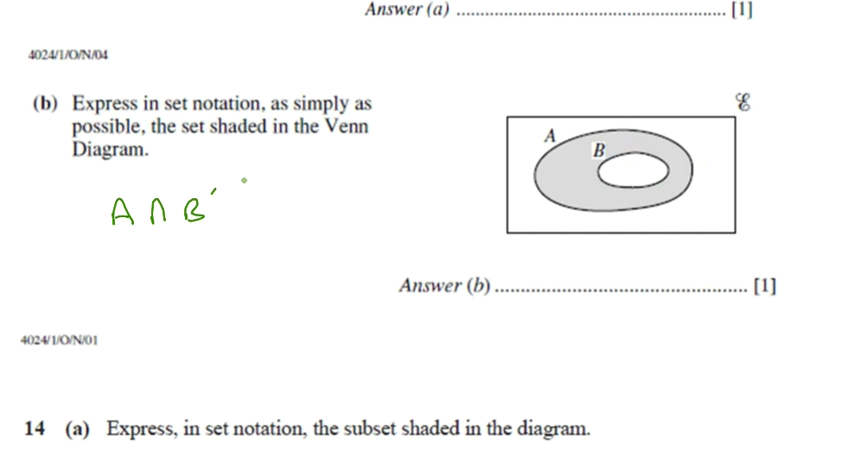 Answer (a) ........................................................ [1]
4024/1/O/N/04
(b) Express in set notation, as simply as
possible, the set shaded in the Venn
Diagram.
ℰ
A
B
A ∩ B′
Answer (b) .................................................. [1]
4024/1/O/N/01
14 (a) Express, in set notation, the subset shaded in the diagram.